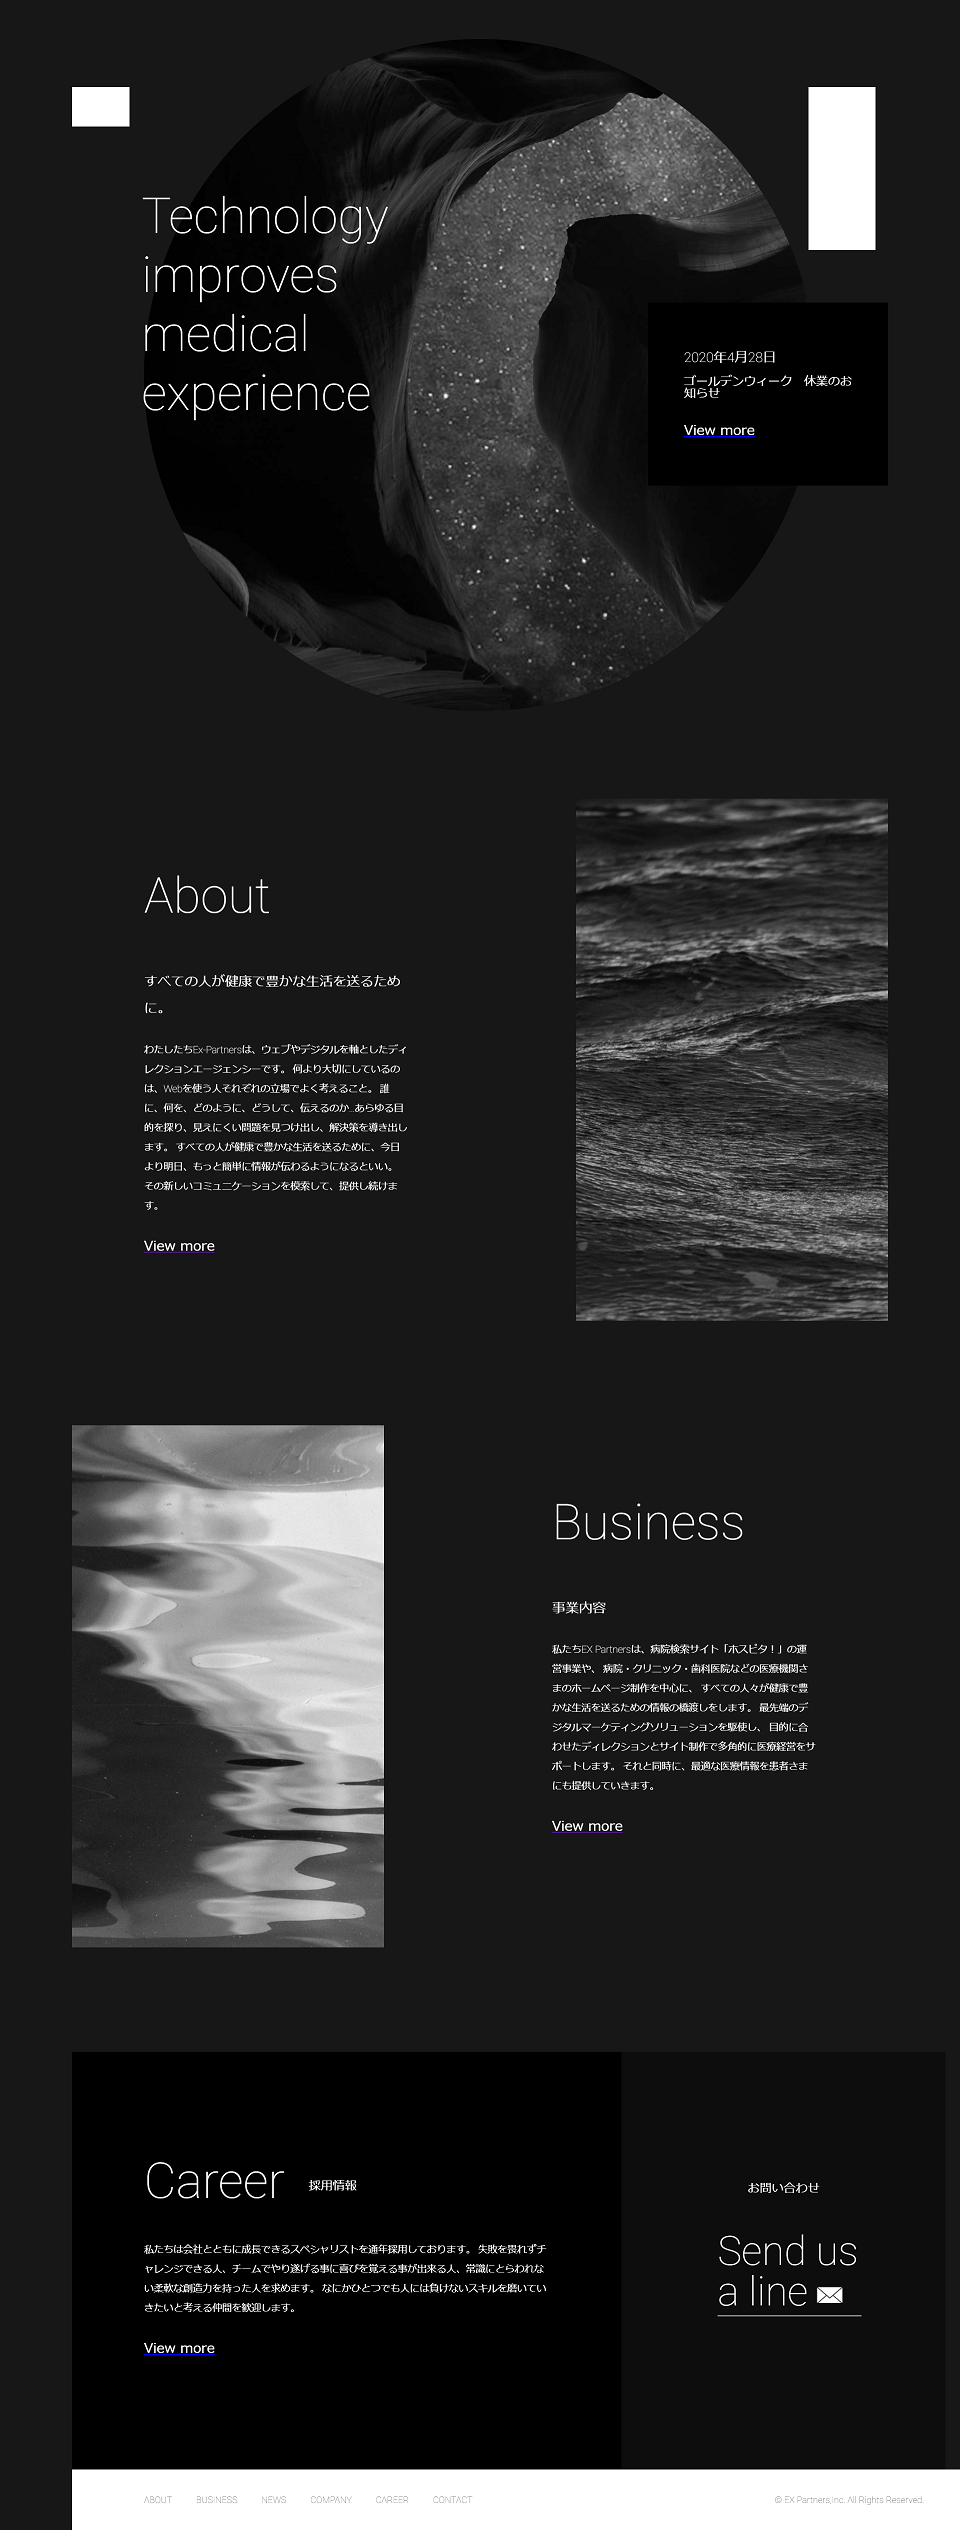 Technology
improves
medical
experience
2020年4月28日
ゴールデンウィーク　休業のお
知らせ
View more
About
すべての人が健康で豊かな生活を送るため
に。
わたしたちEx-Partnersは、ウェブやデジタルを軸としたディ
レクションエージェンシーです。 何より大切にしているの
は、Webを使う人それぞれの立場でよく考えること。 誰
に、何を、どのように、どうして、伝えるのか…あらゆる目
的を探り、見えにくい問題を見つけ出し、解決策を導き出し
ます。 すべての人が健康で豊かな生活を送るために、今日
より明日、もっと簡単に情報が伝わるようになるといい。
その新しいコミュニケーションを模索して、提供し続けま
す。
View more
Business
事業内容
私たちEX Partnersは、病院検索サイト「ホスピタ！」の運
営事業や、 病院・クリニック・歯科医院などの医療機関さ
まのホームページ制作を中心に、 すべての人々が健康で豊
かな生活を送るための情報の橋渡しをします。 最先端のデ
ジタルマーケティングソリューションを駆使し、 目的に合
わせたディレクションとサイト制作で多角的に医療経営をサ
ポートします。 それと同時に、最適な医療情報を患者さま
にも提供していきます。
View more
Career 採用情報
私たちは会社とともに成長できるスペシャリストを通年採用しております。 失敗を畏れずチ
ャレンジできる人、チームでやり遂げる事に喜びを覚える事が出来る人、常識にとらわれな
い柔軟な創造力を持った人を求めます。 なにかひとつでも人には負けないスキルを磨いてい
きたいと考える仲間を歓迎します。
View more
お問い合わせ
Send us
a line
ABOUT BUSINESS NEWS COMPANY CAREER CONTACT
© EX Partners,Inc. All Rights Reserved.